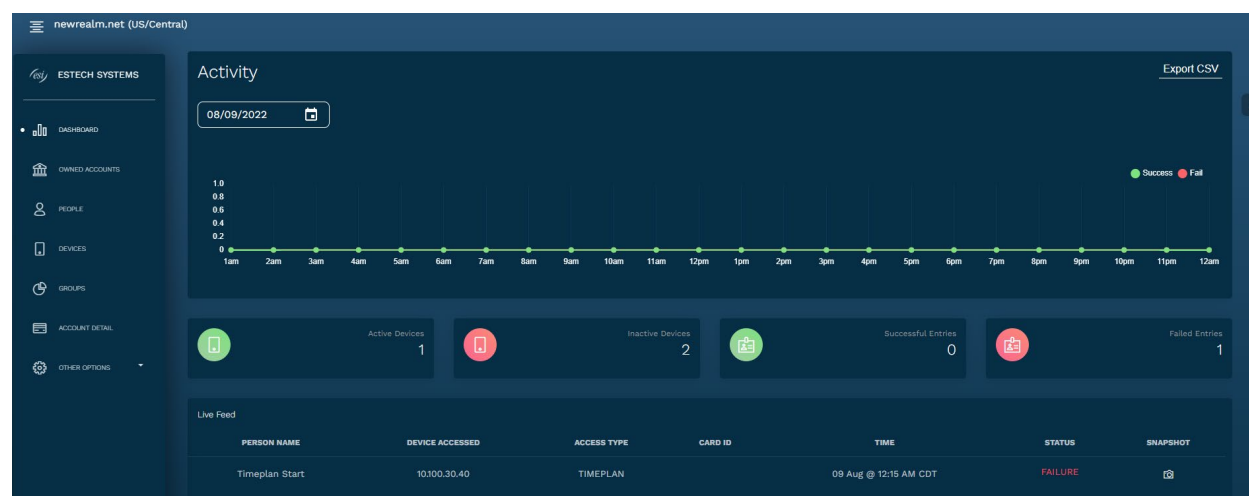 newrealm.net (US/Central)
esi ESTECH SYSTEMS
DASHBOARD
OWNED ACCOUNTS
PEOPLE
DEVICES
GROUPS
ACCOUNT DETAIL
OTHER OPTIONS
Activity
Export CSV
08/09/2022
Success Fail
1.0
0.8
0.6
0.4
0.2
0
1am 2am 3am 4am 5am 6am 7am 8am 9am 10am 11am 12pm 1pm 2pm 3pm 4pm 5pm 6pm 7pm 8pm 9pm 10pm 11pm 12am
Active Devices
1
Inactive Devices
2
Successful Entries
0
Failed Entries
1
Live Feed
PERSON NAME DEVICE ACCESSED ACCESS TYPE CARD ID TIME STATUS SNAPSHOT
Timeplan Start 10.100.30.40 TIMEPLAN 09 Aug @ 12:15 AM CDT FAILURE